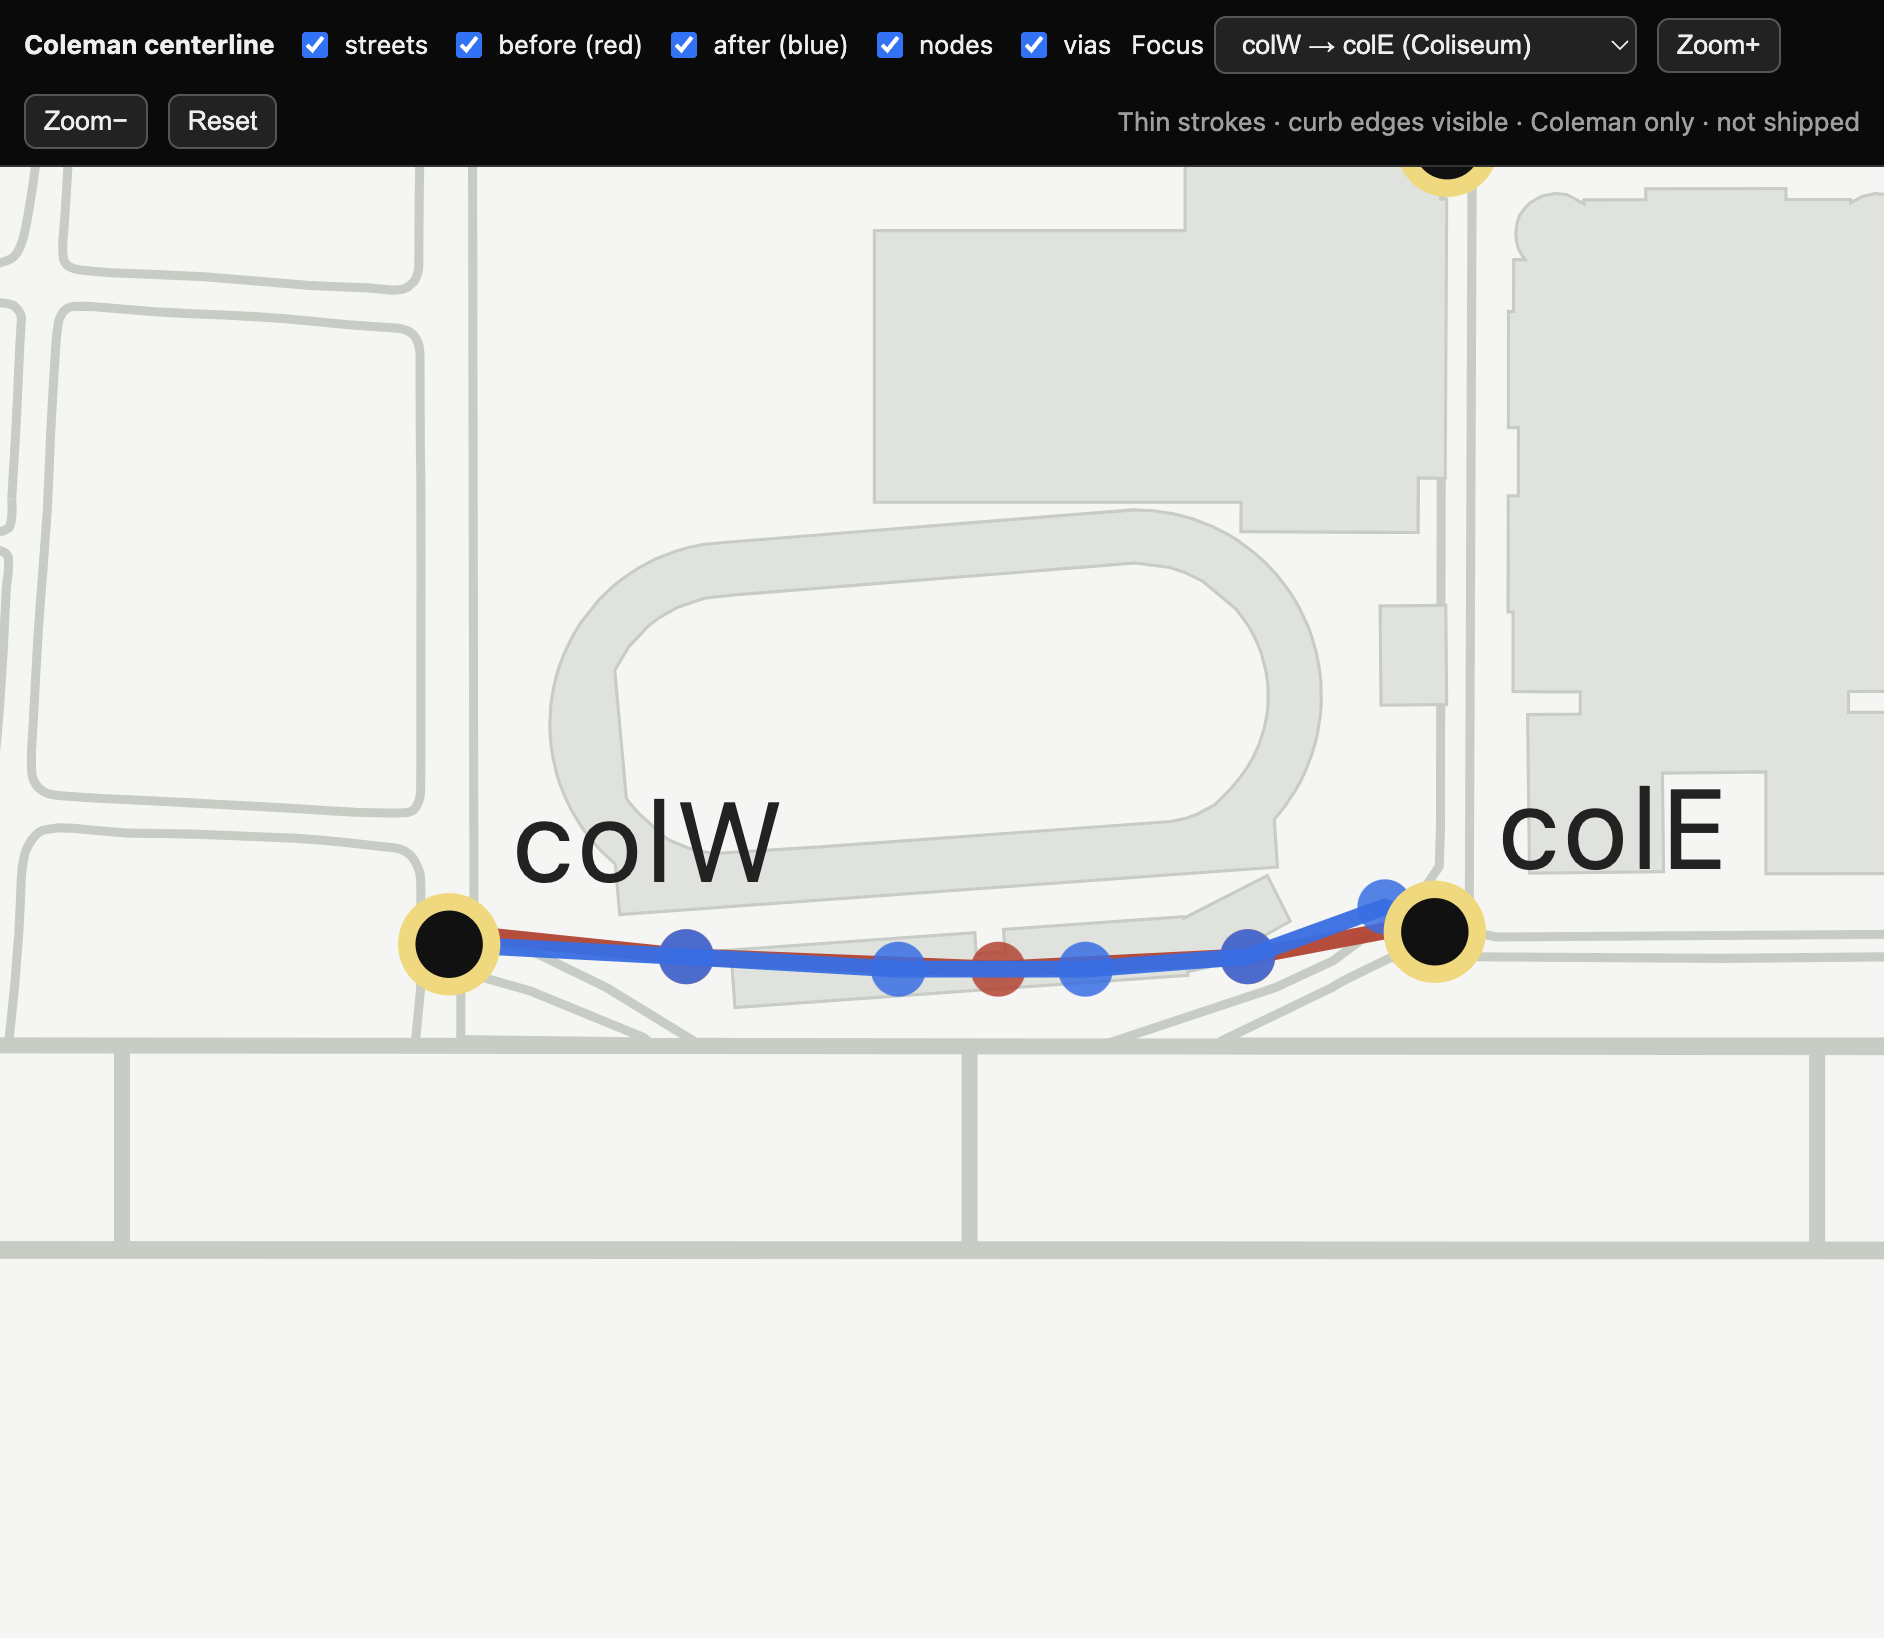 Coleman centerline streets before (red) after (blue) nodes vias Focus colW → colE (Coliseum) Zoom+
Zoom− Reset Thin strokes · curb edges visible · Coleman only · not shipped
colW colE